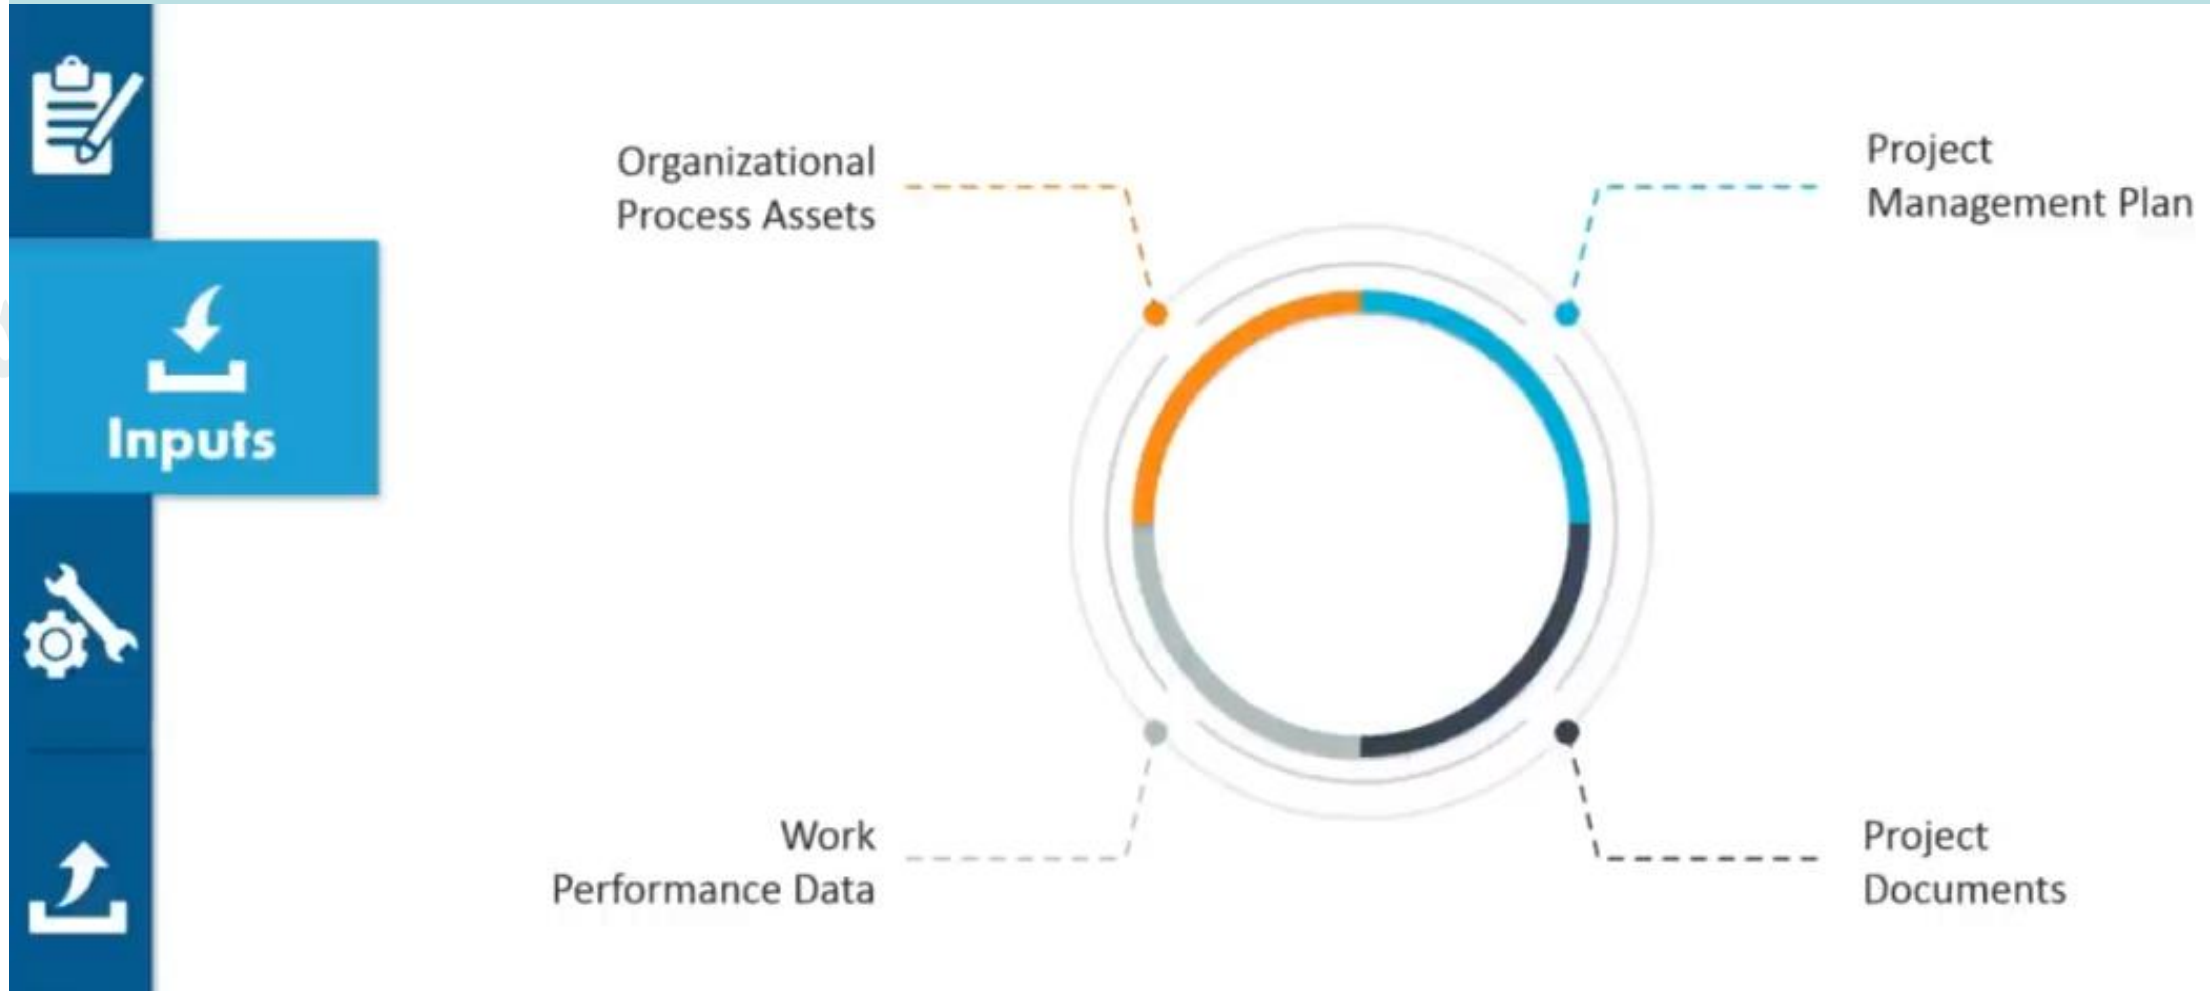 Inputs
Organizational
Process Assets
Project
Management Plan
Work
Performance Data
Project
Documents